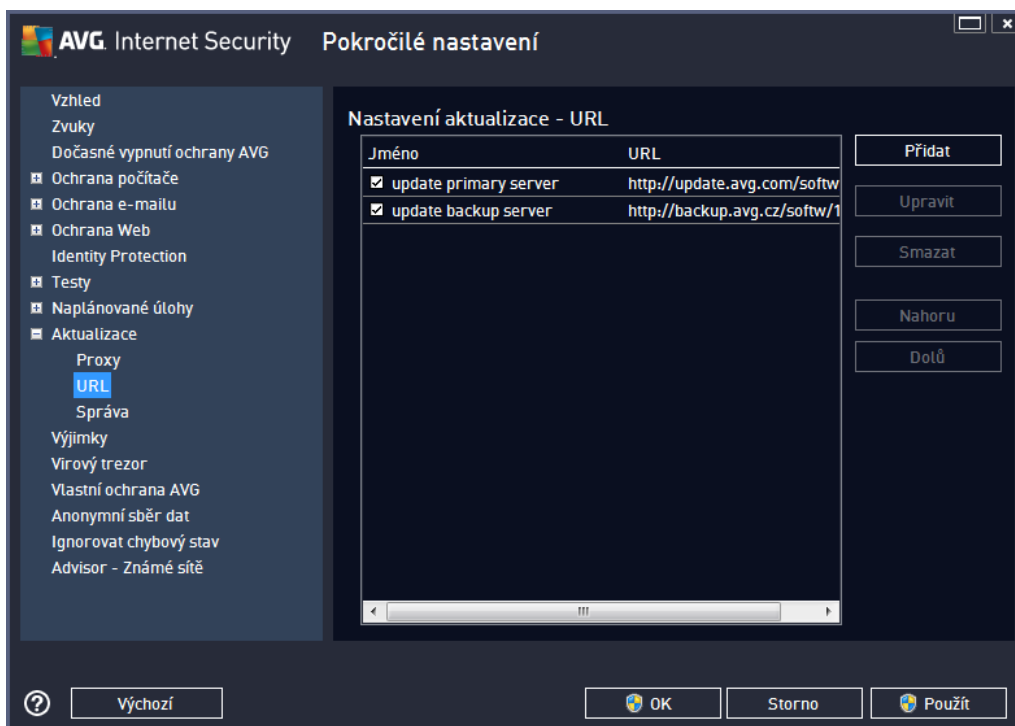 AVG. Internet Security Pokročilé nastavení
Vzhled
Zvuky
Dočasné vypnutí ochrany AVG
Ochrana počítače
Ochrana e-mailu
Ochrana Web
Identity Protection
Testy
Naplánované úlohy
Aktualizace
Proxy
URL
Správa
Výjimky
Virový trezor
Vlastní ochrana AVG
Anonymní sběr dat
Ignorovat chybový stav
Advisor - Známé sítě
Nastavení aktualizace - URL
Jméno URL
update primary server http://update.avg.com/softw
update backup server http://backup.avg.cz/softw/1
Přidat
Upravit
Smazat
Nahoru
Dolů
Výchozí
OK
Storno
Použít